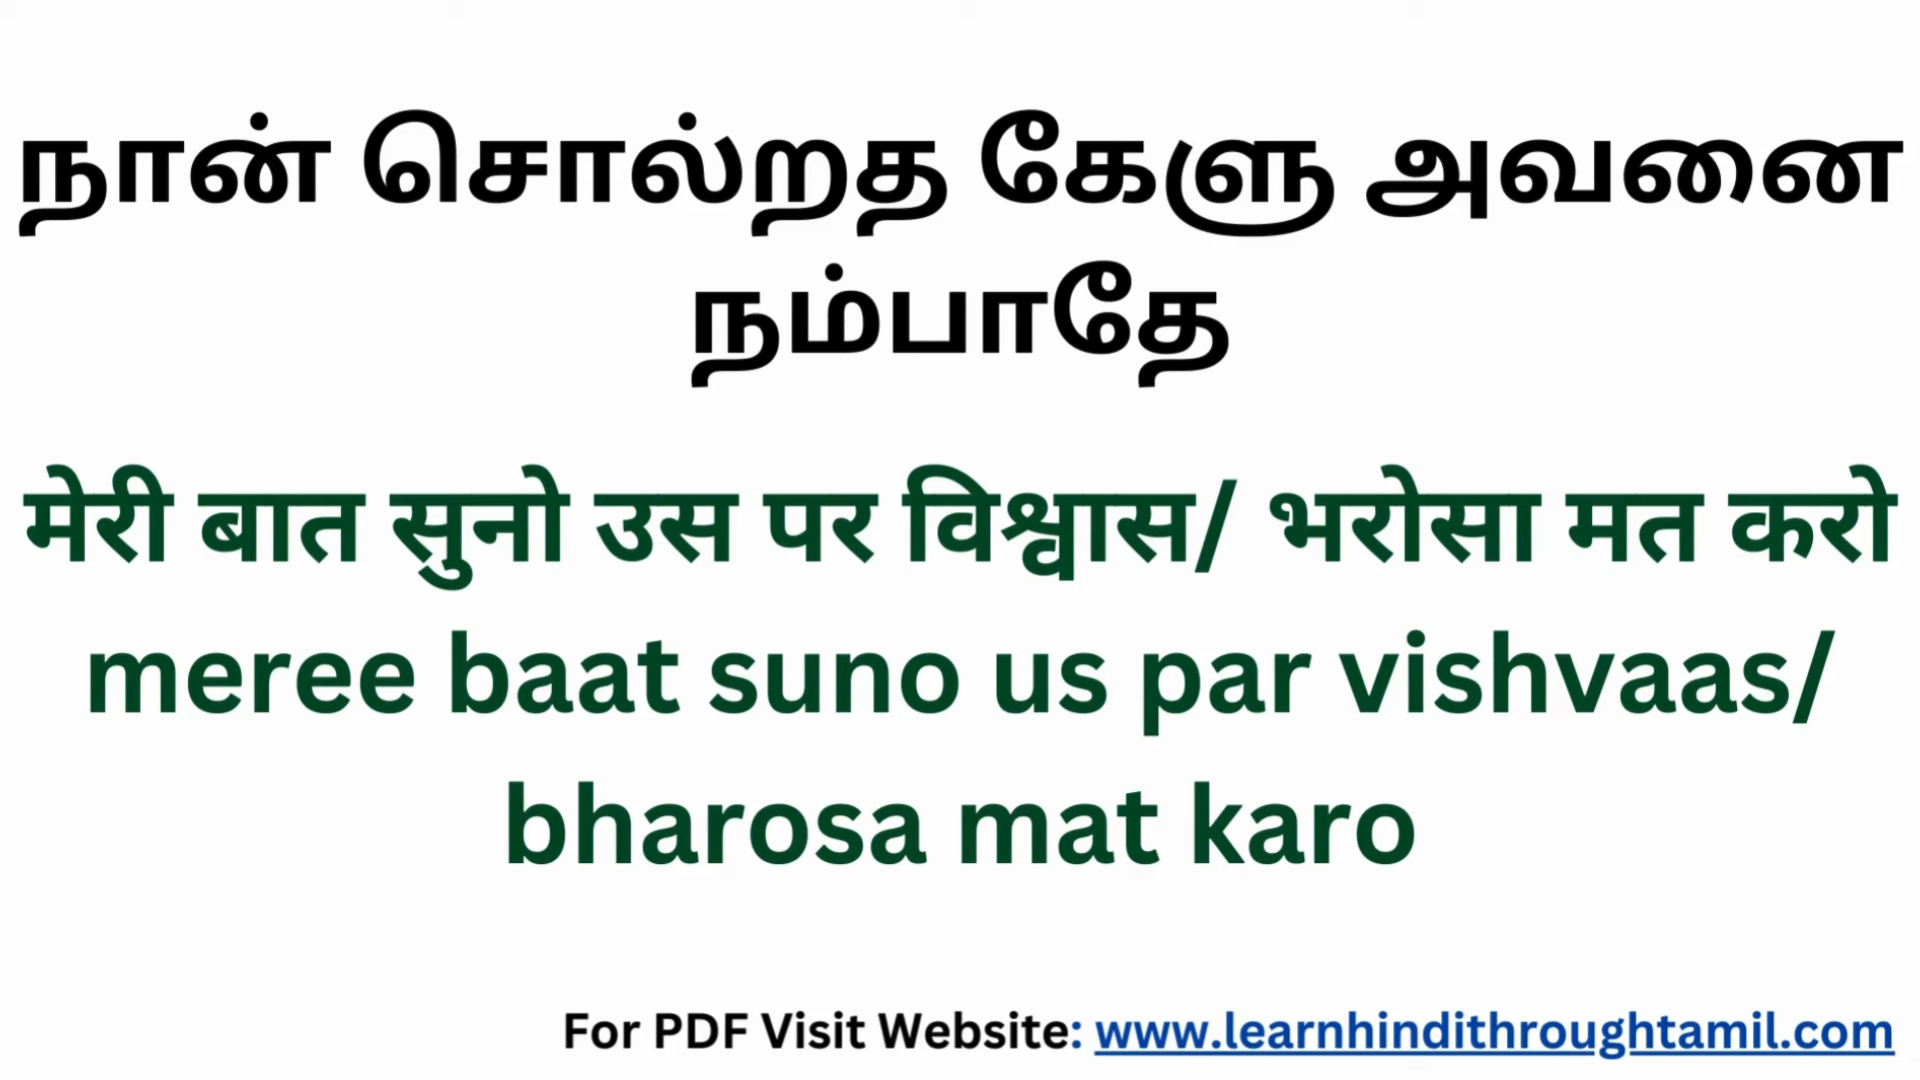 நான் சொல்றத கேளு அவனை
நம்பாதே
मेरी बात सुनो उस पर विश्वास/ भरोसा मत करो
meree baat suno us par vishvaas/
bharosa mat karo
For PDF Visit Website: www.learnhindithroughtamil.com